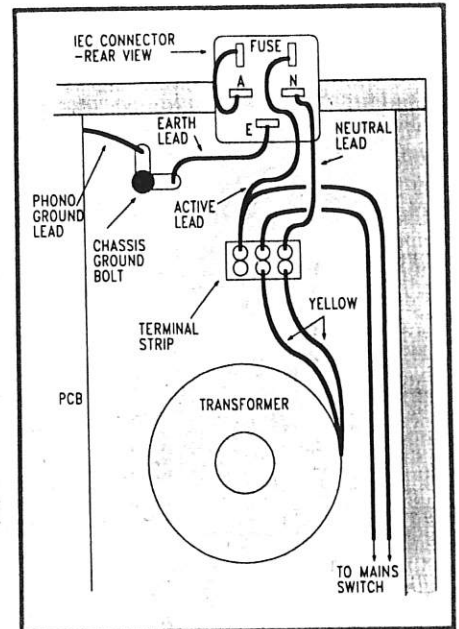 IEC CONNECTOR
-REAR VIEW
FUSE
A
N
E
EARTH
LEAD
NEUTRAL
LEAD
PHONO
GROUND
LEAD
ACTIVE
LEAD
CHASSIS
GROUND
BOLT
TERMINAL
STRIP
YELLOW
PCB
TRANSFORMER
TO MAINS
SWITCH